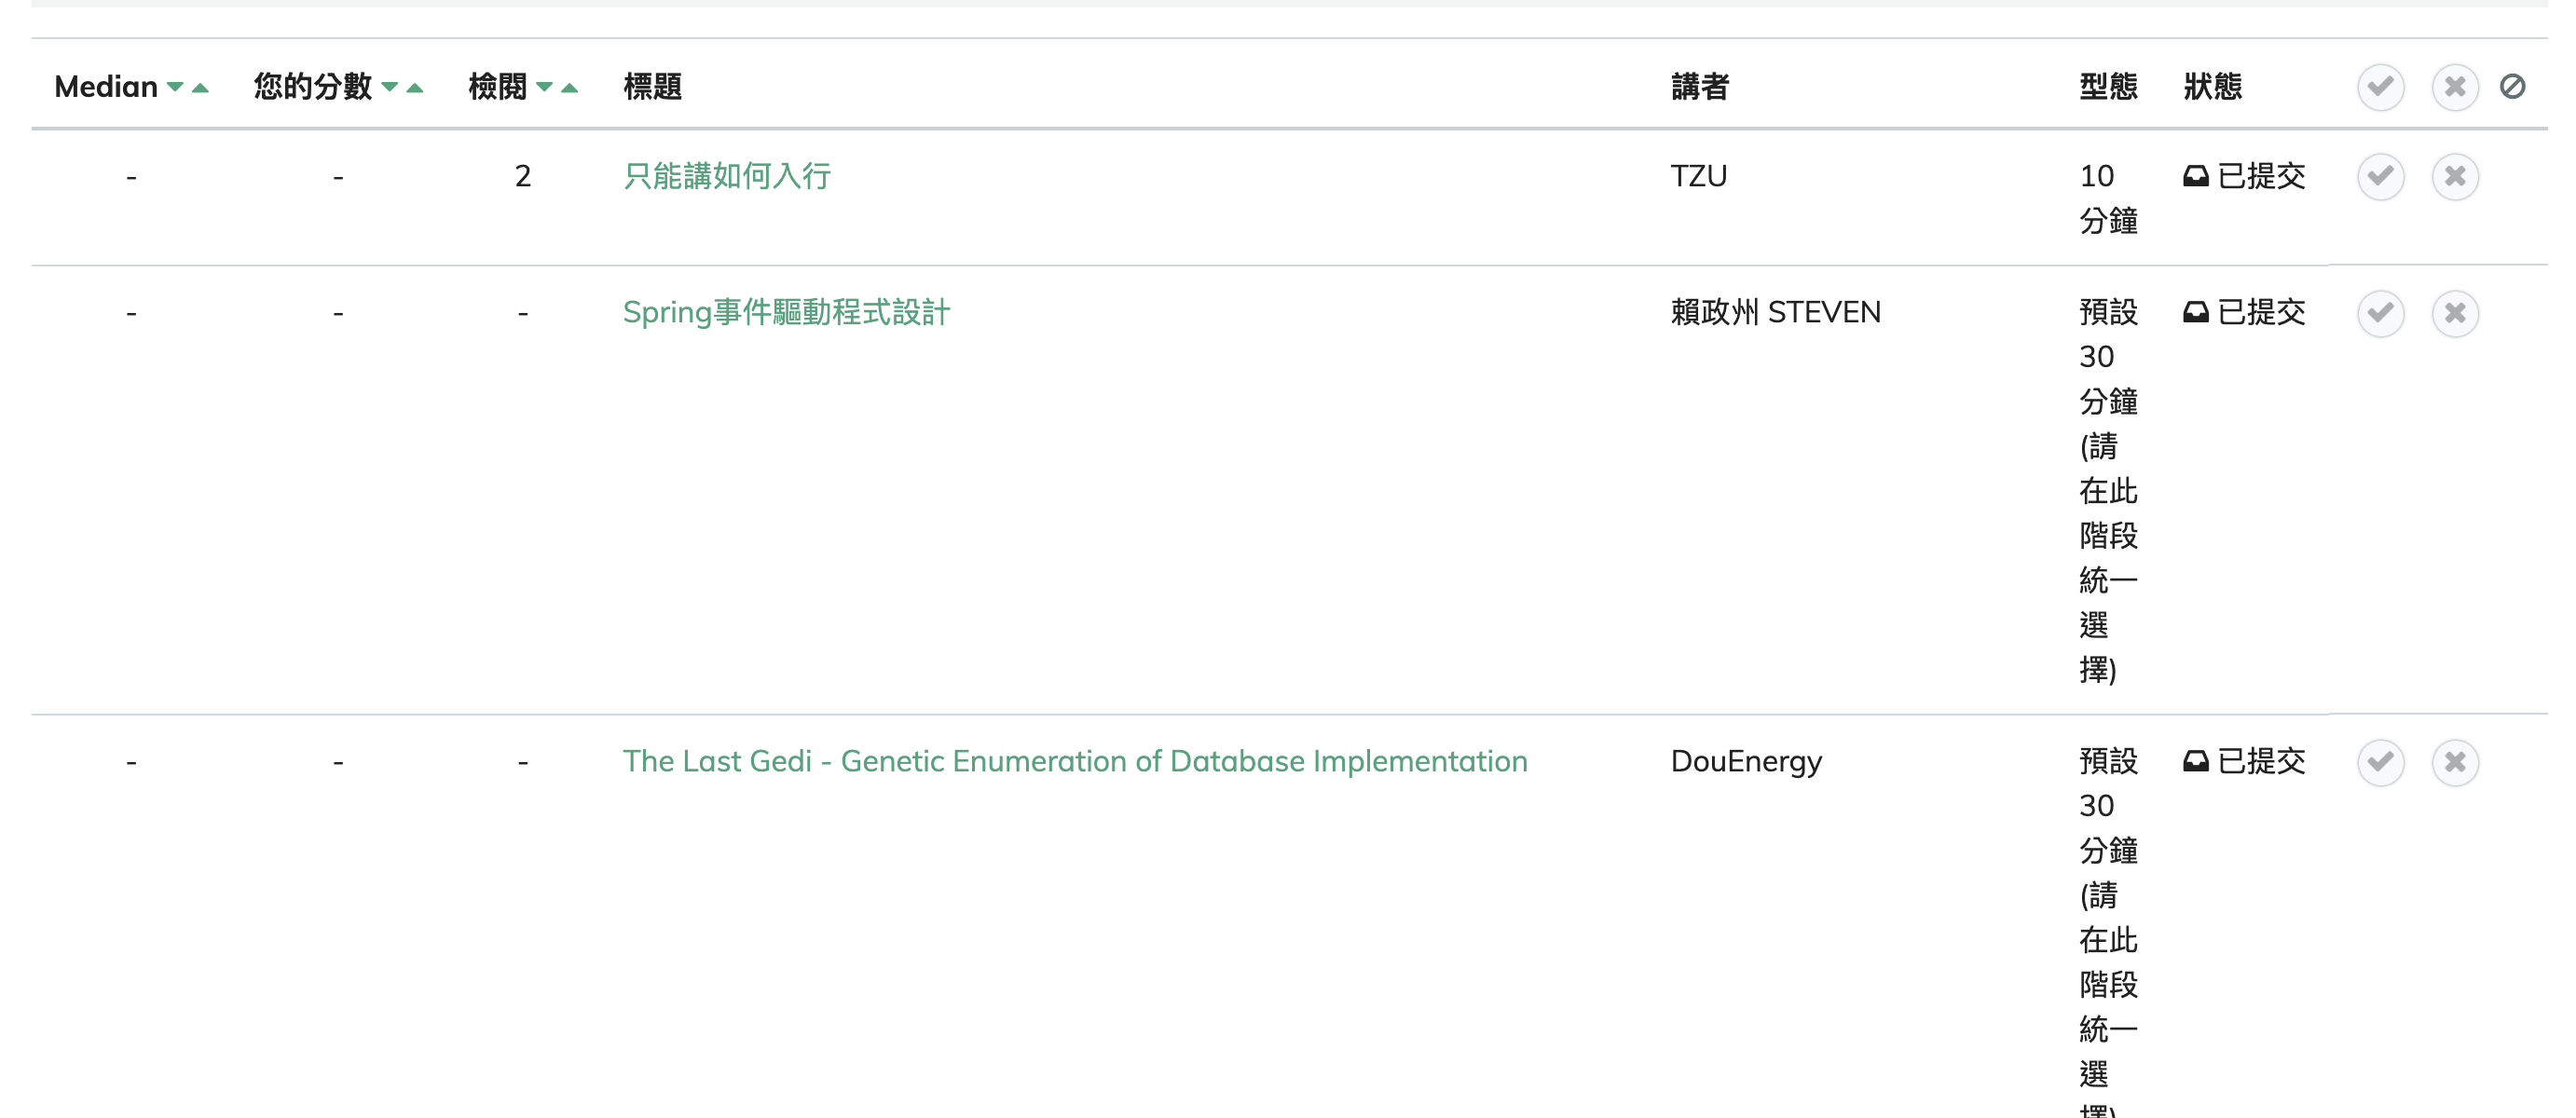 Median 您的分數 檢閱 標題 講者 型態 狀態
- - 2 只能講如何入行 TZU 10 已提交
分鐘
- - - Spring事件驅動程式設計 賴政州 STEVEN 預設 已提交
30
分鐘
(請
在此
階段
統一
選
擇)
- - - The Last Gedi - Genetic Enumeration of Database Implementation DouEnergy 預設 已提交
30
分鐘
(請
在此
階段
統一
選
擇)